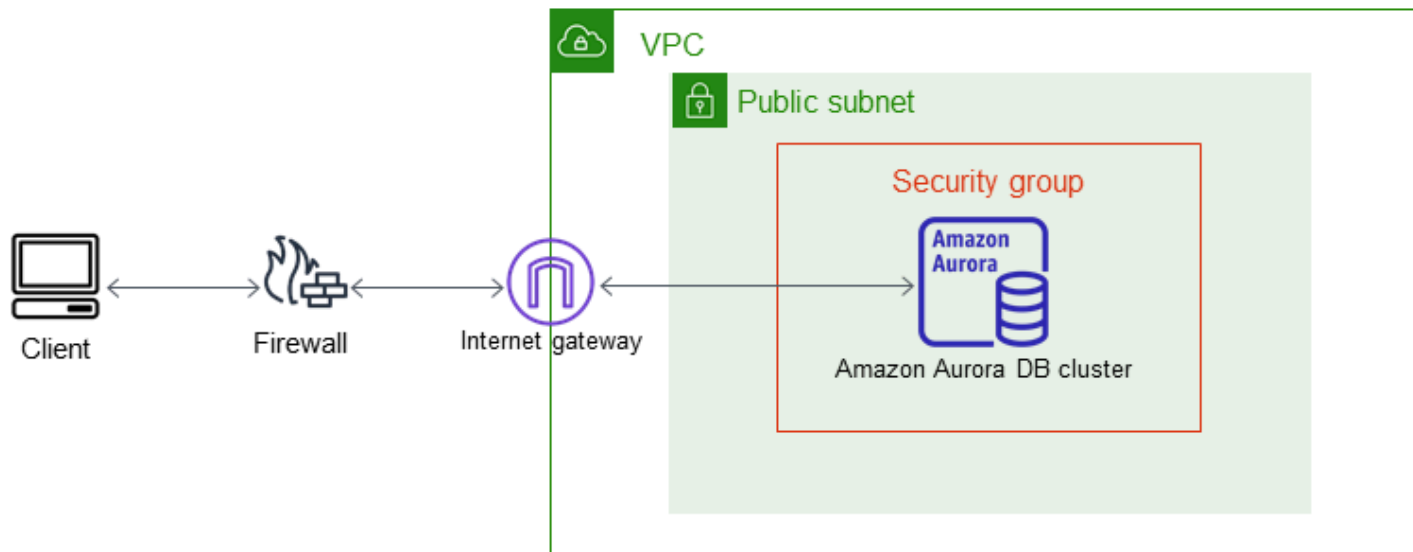 VPC
Public subnet
Security group
Amazon
Aurora
Client
Firewall
Internet gateway
Amazon Aurora DB cluster